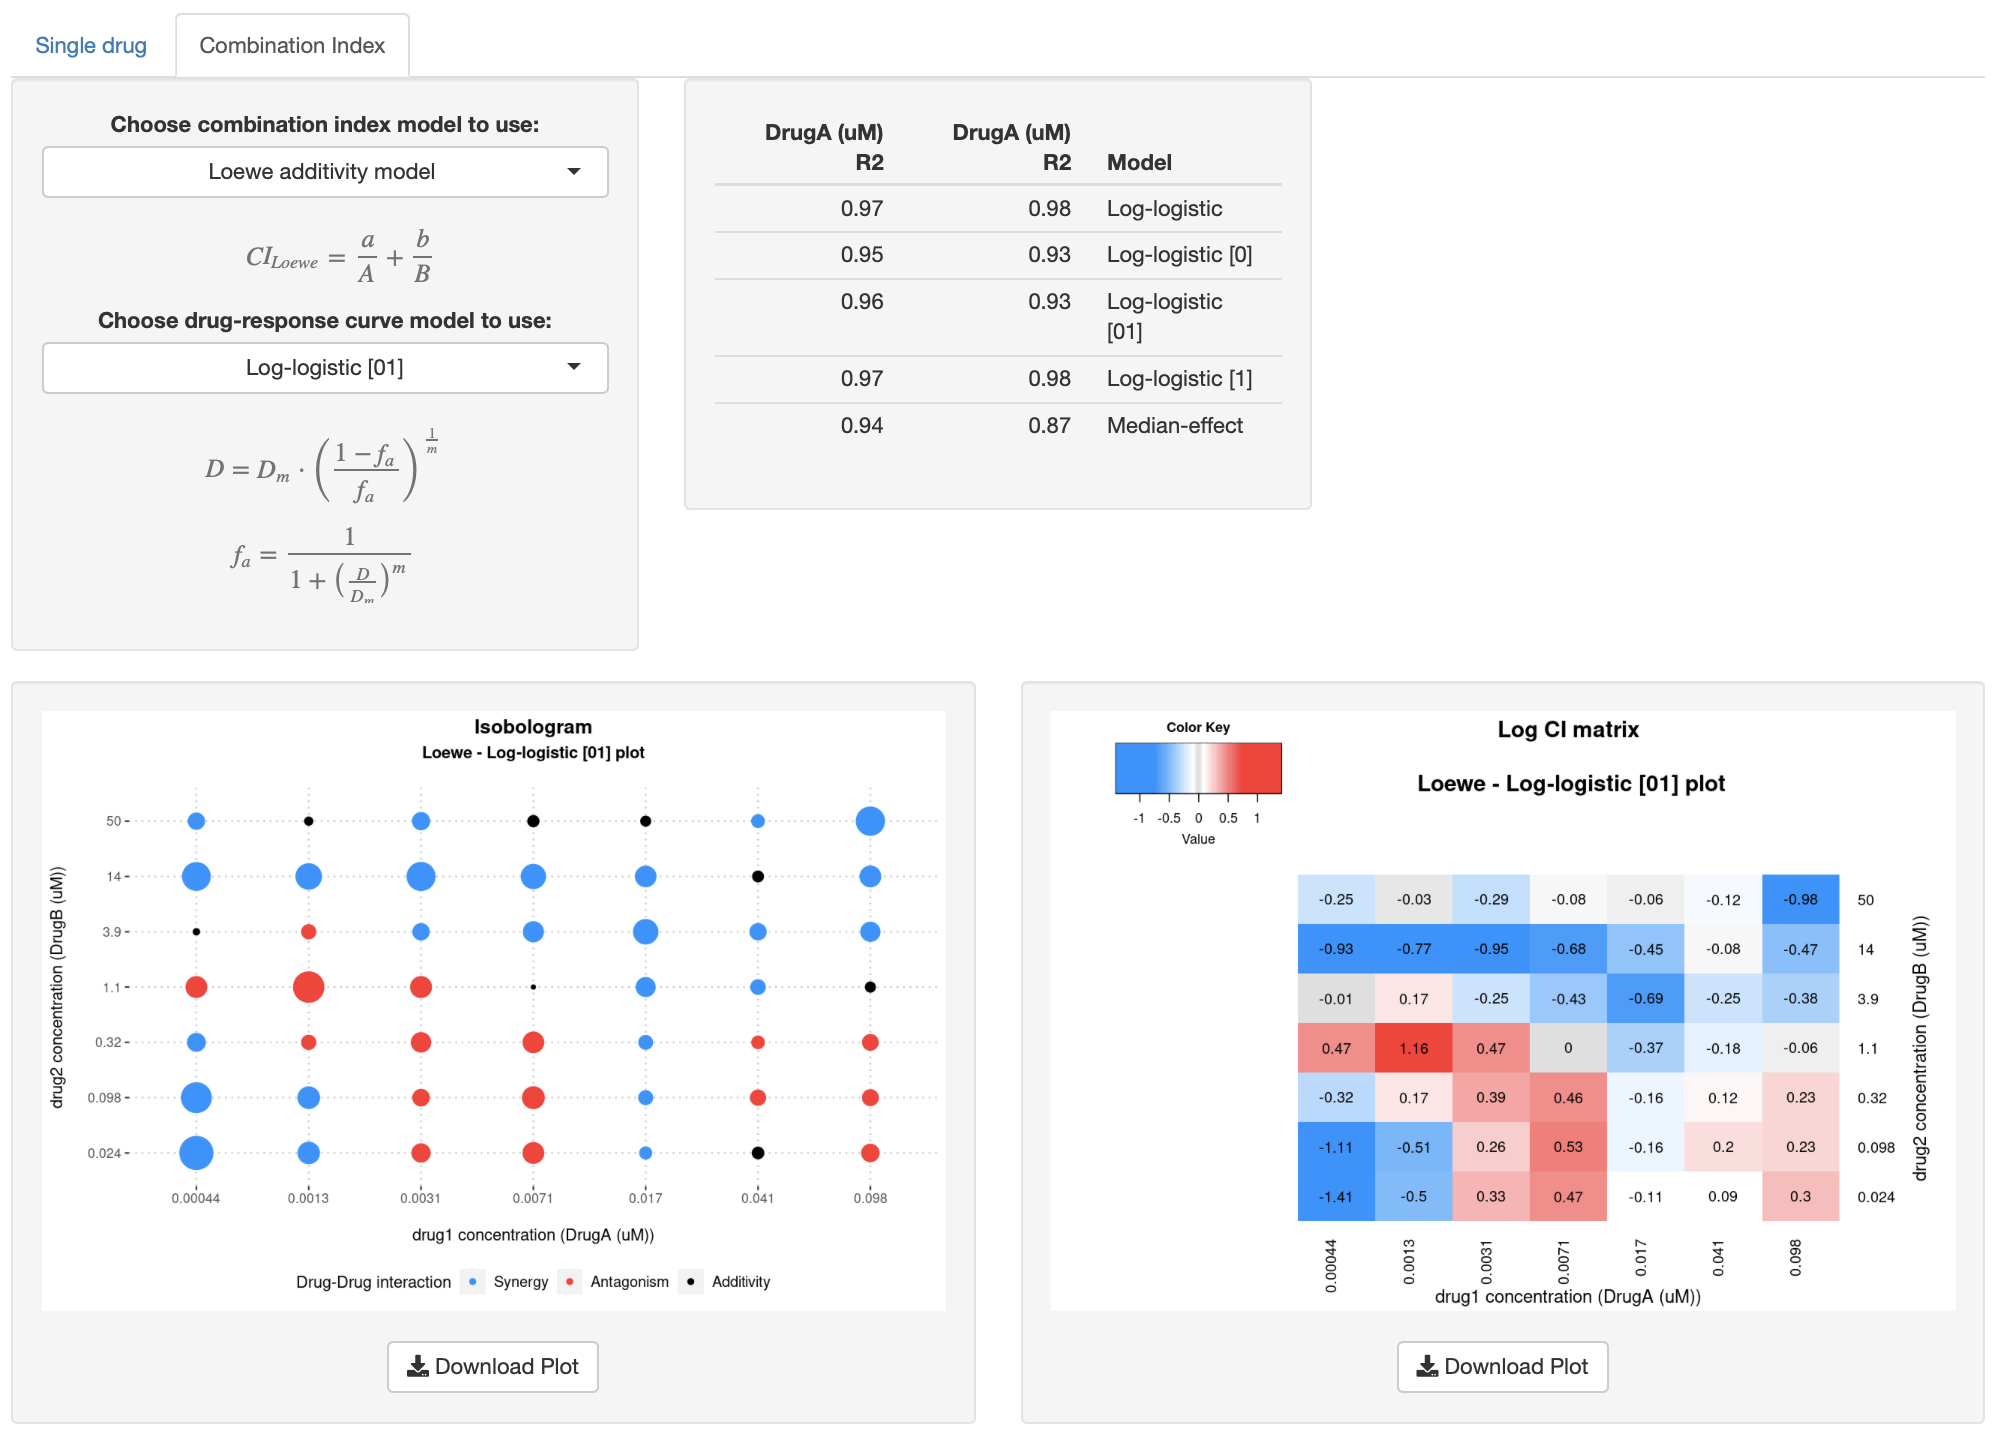 Single drug
Combination Index
Choose combination index model to use:
Loewe additivity model
CI_Loewe = a/A + b/B
Choose drug-response curve model to use:
Log-logistic [01]
D = D_m · ((1 − f_a)/f_a)^(1/m)
f_a = 1/(1 + (D/D_m)^m)
DrugA (uM) DrugA (uM)
R2 R2 Model
0.97 0.98 Log-logistic
0.95 0.93 Log-logistic [0]
0.96 0.93 Log-logistic
[01]
0.97 0.98 Log-logistic [1]
0.94 0.87 Median-effect
Isobologram
Loewe - Log-logistic [01] plot
drug2 concentration (DrugB (uM))
50
14
3.9
1.1
0.32
0.098
0.024
0.00044 0.0013 0.0031 0.0071 0.017 0.041 0.098
drug1 concentration (DrugA (uM))
Drug-Drug interaction Synergy Antagonism Additivity
Download Plot
Color Key
-1 -0.5 0 0.5 1
Value
Log CI matrix
Loewe - Log-logistic [01] plot
-0.25 -0.03 -0.29 -0.08 -0.06 -0.12 -0.98 50
-0.93 -0.77 -0.95 -0.68 -0.45 -0.08 -0.47 14
-0.01 0.17 -0.25 -0.43 -0.69 -0.25 -0.38 3.9
0.47 1.16 0.47 0 -0.37 -0.18 -0.06 1.1
-0.32 0.17 0.39 0.46 -0.16 0.12 0.23 0.32
-1.11 -0.51 0.26 0.53 -0.16 0.2 0.23 0.098
-1.41 -0.5 0.33 0.47 -0.11 0.09 0.3 0.024
drug2 concentration (DrugB (uM))
0.00044 0.0013 0.0031 0.0071 0.017 0.041 0.098
drug1 concentration (DrugA (uM))
Download Plot